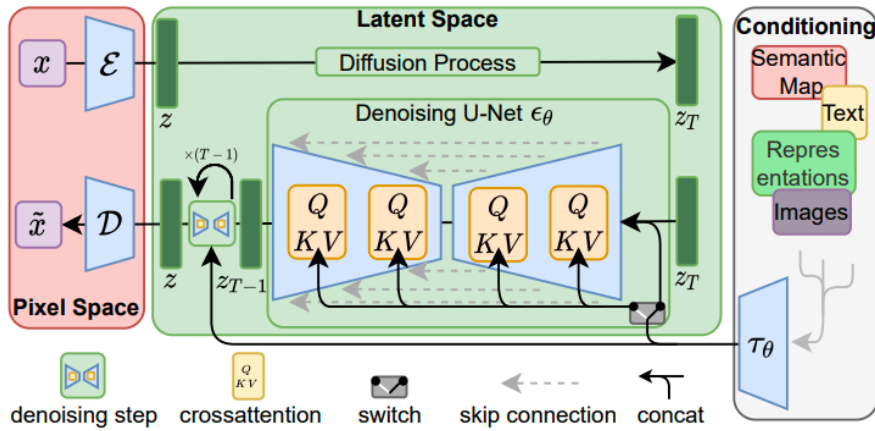 Latent Space
Conditioning
x
ℰ
Diffusion Process
Semantic
Map
z
Denoising U-Net ϵ_θ
z_T
Text
×(T−1)
Repres
entations
Q
KV
Q
KV
Q
KV
Q
KV
Images
x̃
𝒟
z
z_{T−1}
z_T
Pixel Space
τ_θ
Q
KV
denoising step
crossattention
switch
skip connection
concat